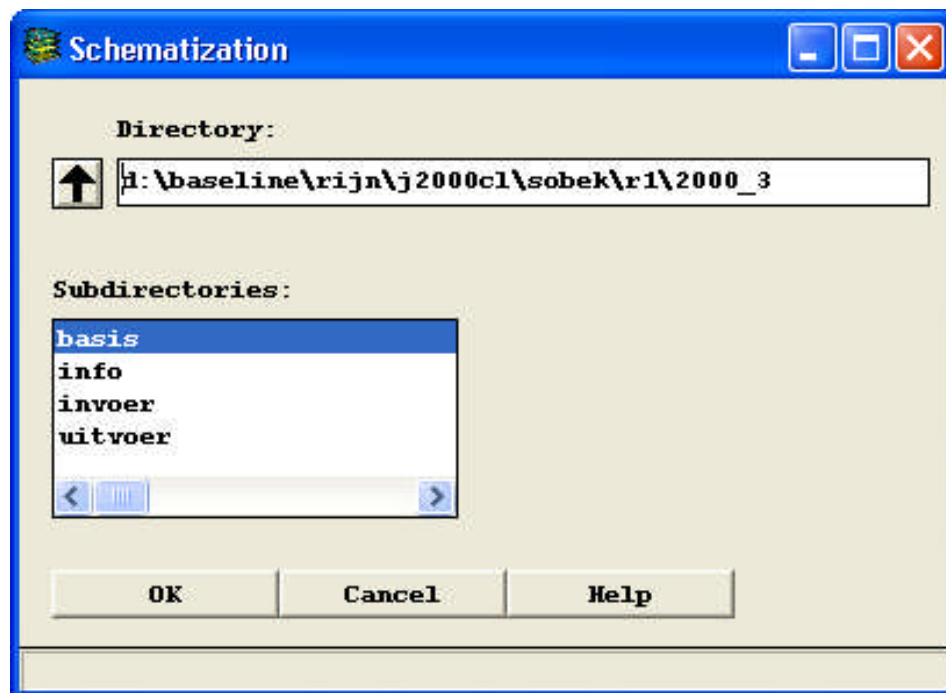 Schematization
Directory:
d:\baseline\rijn\j2000cl\sobek\r1\2000_3
Subdirectories:
basis
info
invoer
uitvoer
OK Cancel Help